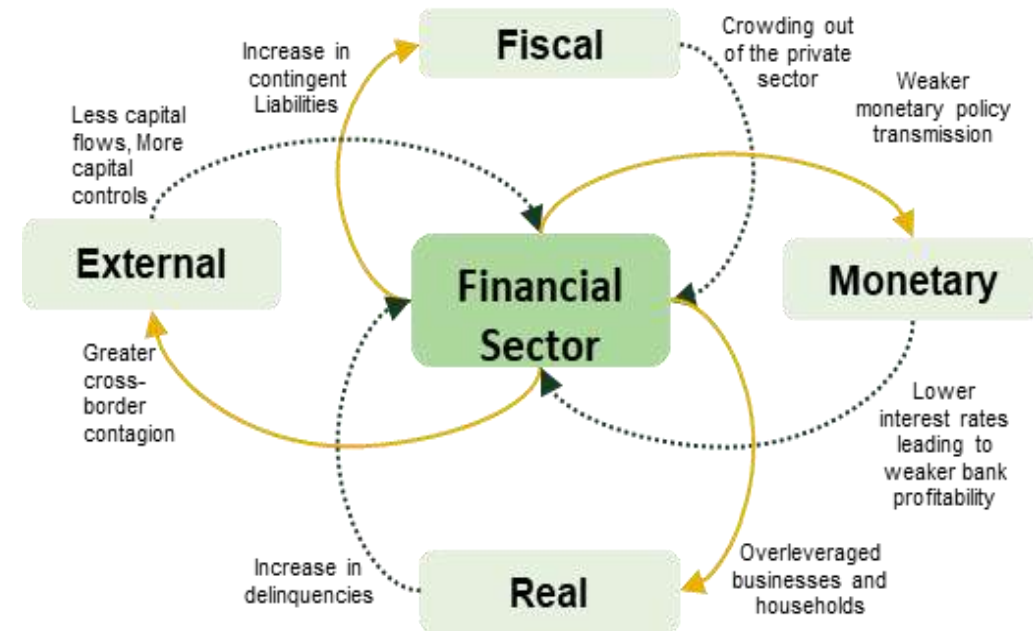 Fiscal
Increase in
contingent
Liabilities
Crowding out
of the private
sector
Weaker
monetary policy
transmission
Less capital
flows, More
capital
controls
External
Financial
Sector
Monetary
Greater
cross-
border
contagion
Lower
interest rates
leading to
weaker bank
profitability
Increase in
delinquencies
Real
Overleveraged
businesses and
households